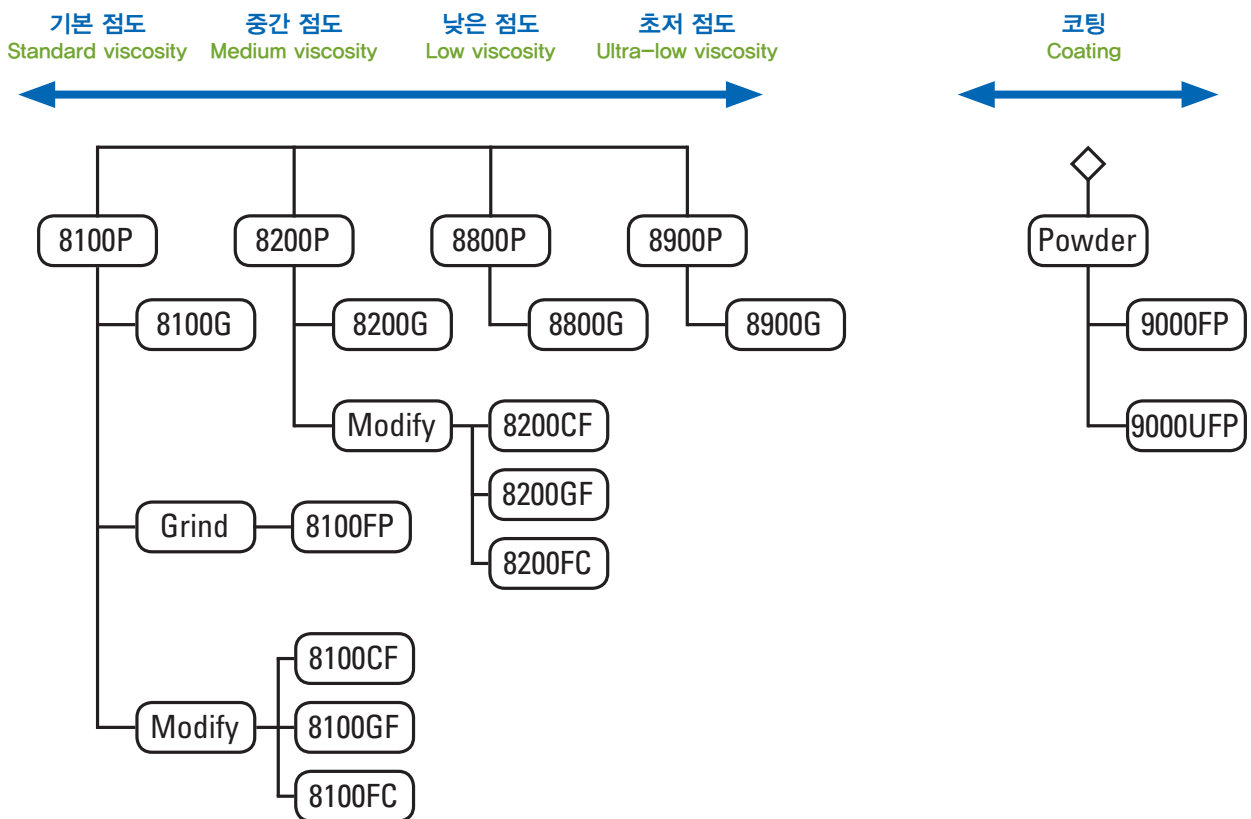 기본 점도
Standard viscosity
중간 점도
Medium viscosity
낮은 점도
Low viscosity
초저 점도
Ultra-low viscosity
코팅
Coating
8100P
8200P
8800P
8900P
Powder
8100G
8200G
8800G
8900G
9000FP
Modify
8200CF
9000UFP
8200GF
Grind
8100FP
8200FC
8100CF
Modify
8100GF
8100FC